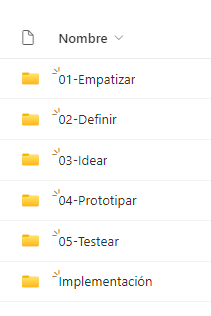 Nombre
01-Empatizar
02-Definir
03-Idear
04-Prototipar
05-Testear
Implementación